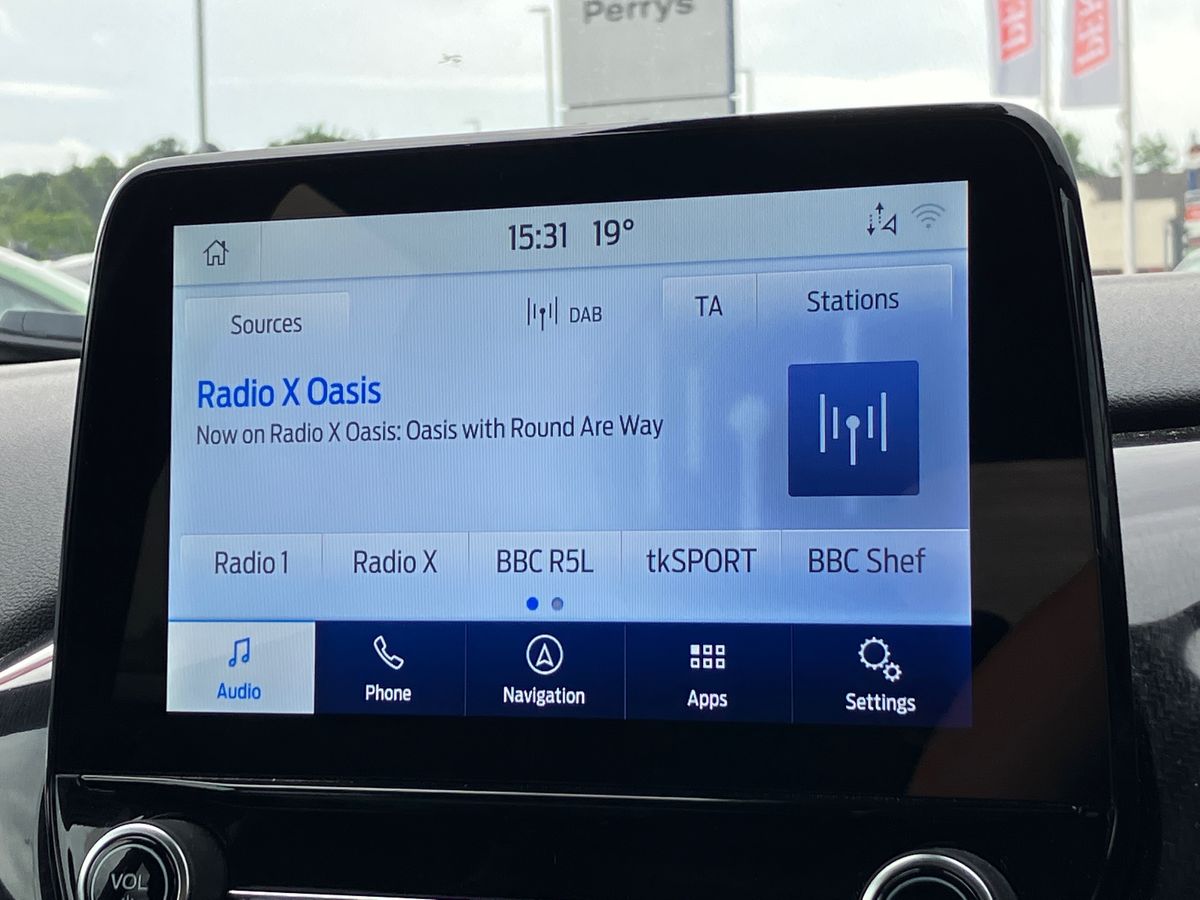 Perrys
15:31 19°
Sources
DAB
TA
Stations
Radio X Oasis
Now on Radio X Oasis: Oasis with Round Are Way
Radio 1
Radio X
BBC R5L
tkSPORT
BBC Shef
Audio
Phone
Navigation
Apps
Settings
VOL